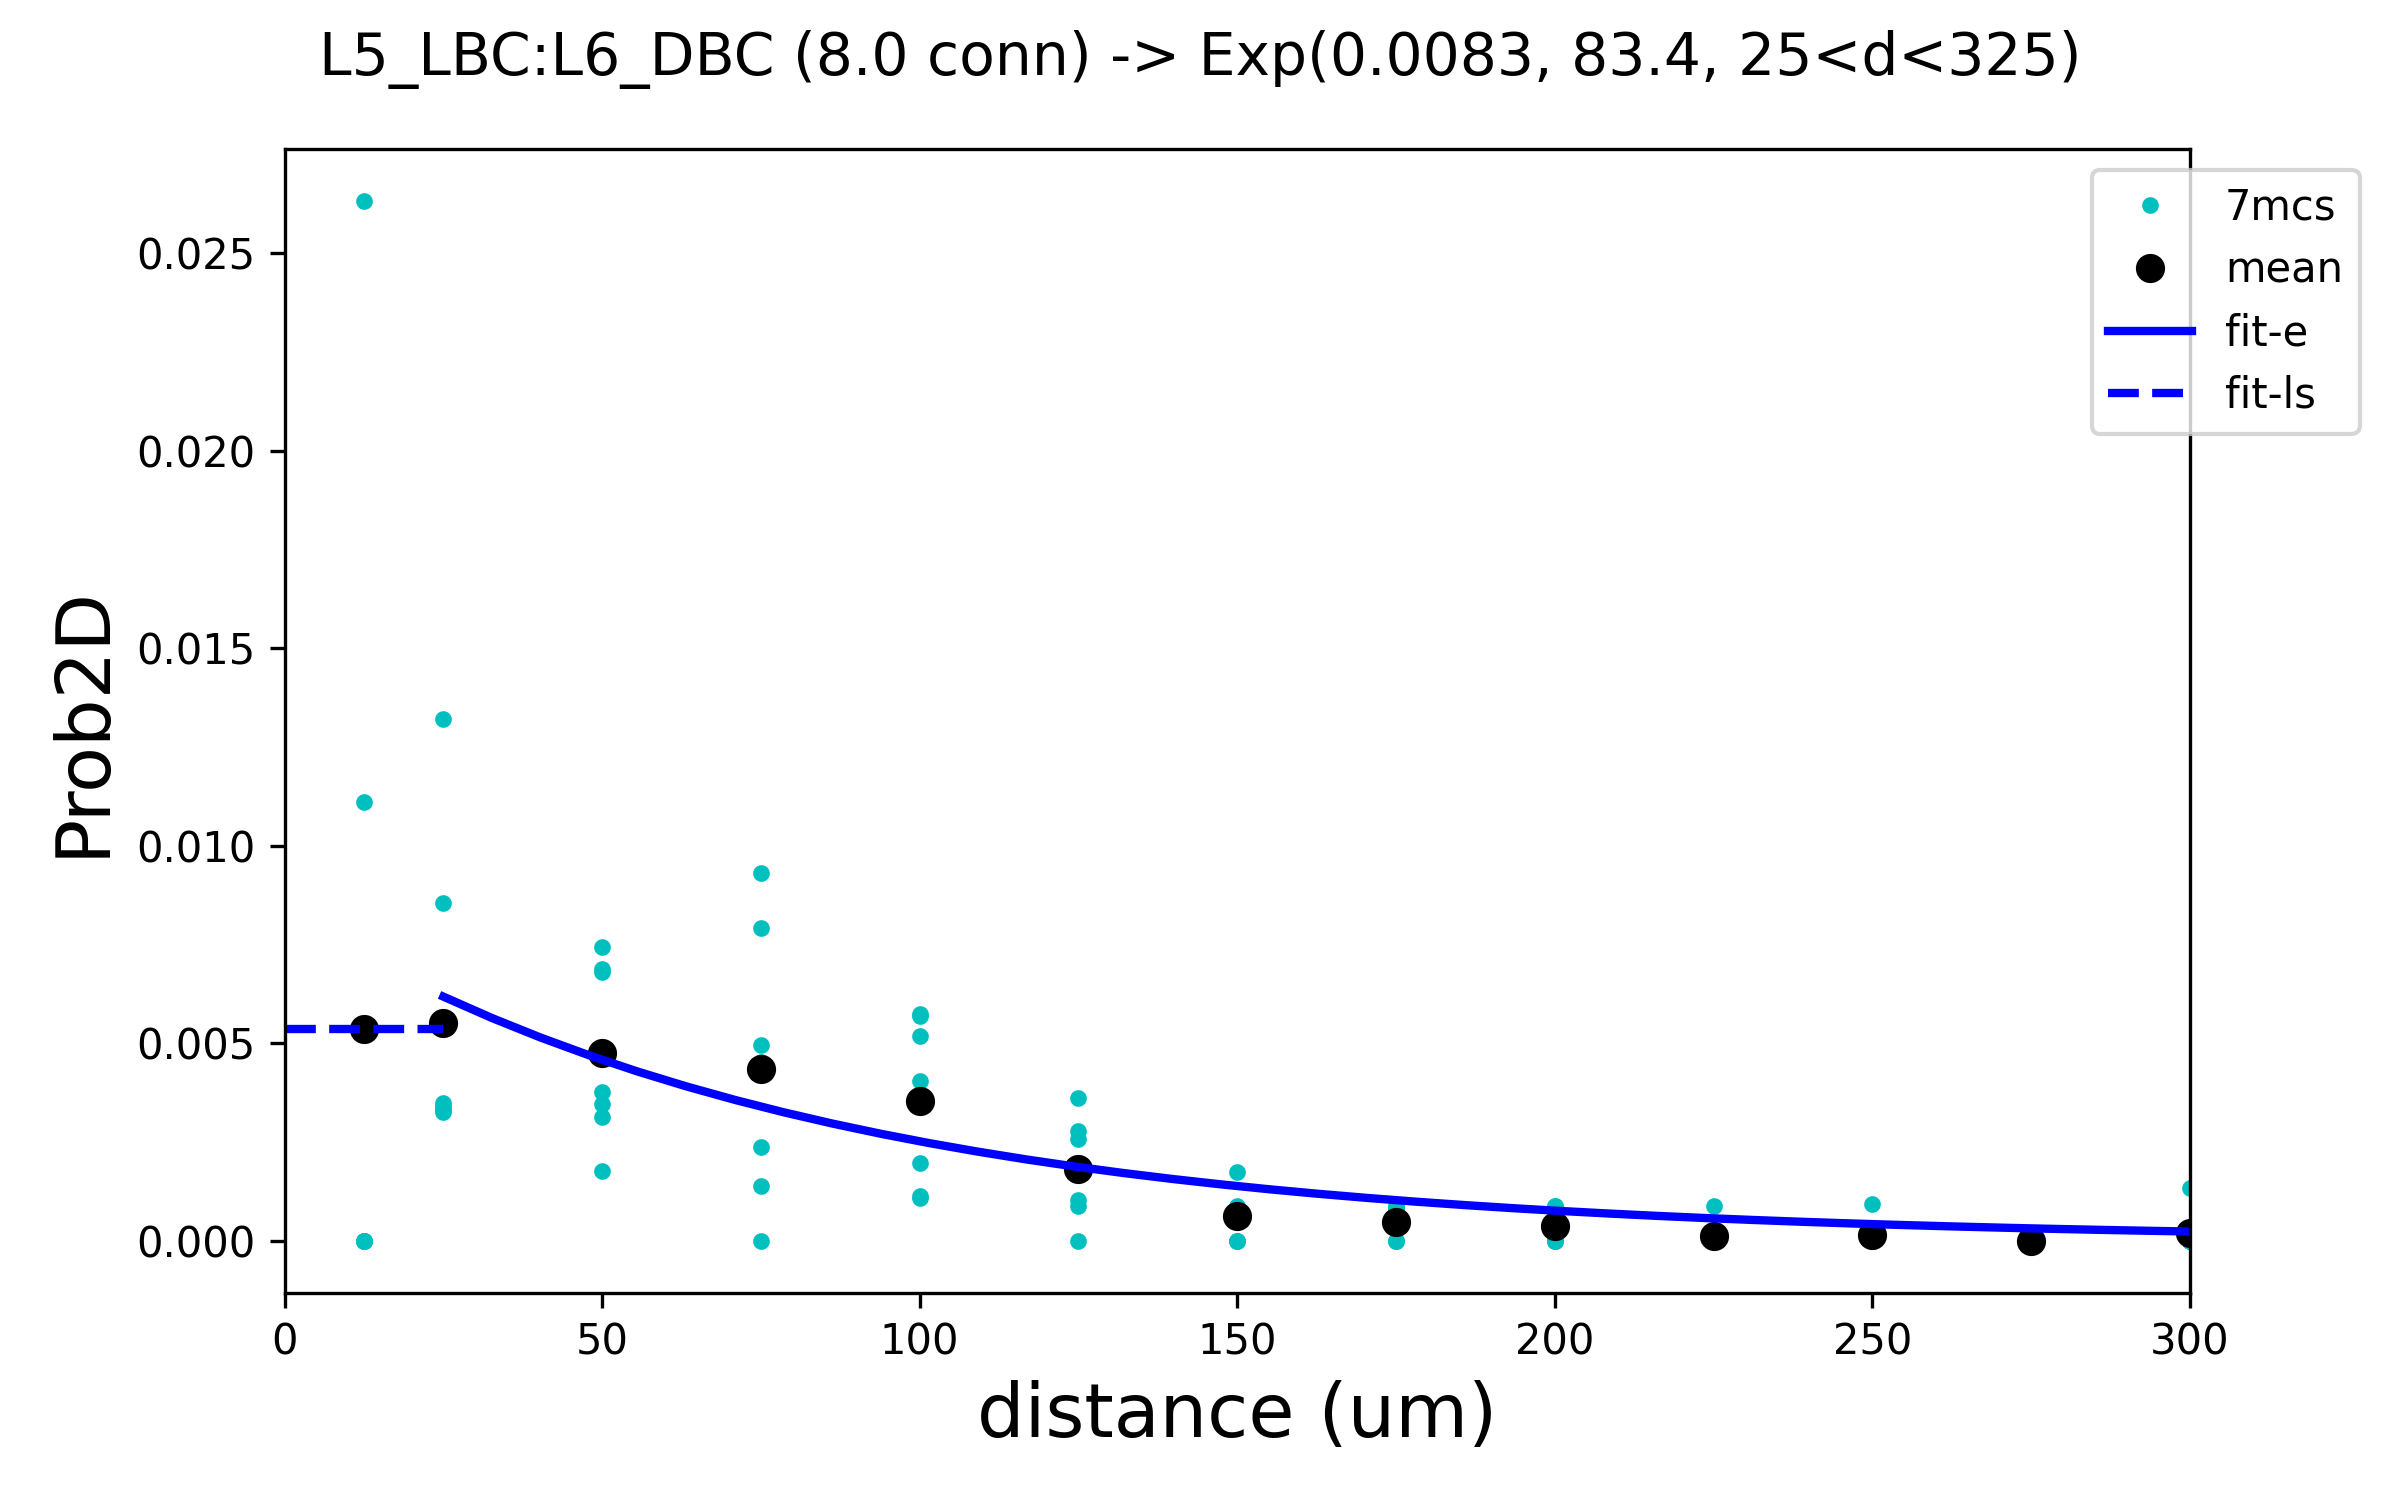 L5_LBC:L6_DBC (8.0 conn) -> Exp(0.0083, 83.4, 25<d<325)
7mcs
mean
fit-e
fit-ls
Prob2D
0.025
0.020
0.015
0.010
0.005
0.000
0 50 100 150 200 250 300
distance (um)